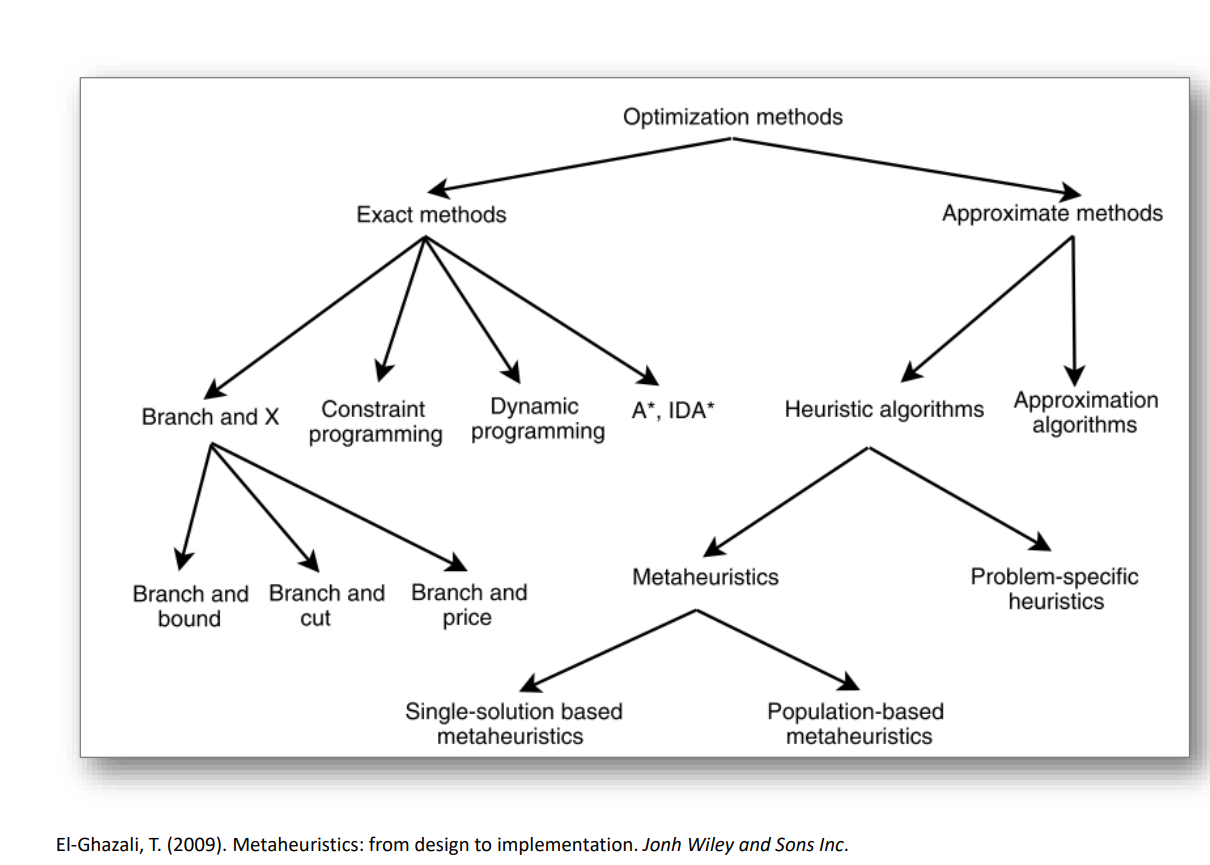 Optimization methods
Exact methods
Approximate methods
Branch and X
Constraint
programming
Dynamic
programming
A*, IDA*
Heuristic algorithms
Approximation
algorithms
Branch and
bound
Branch and
cut
Branch and
price
Metaheuristics
Problem-specific
heuristics
Single-solution based
metaheuristics
Population-based
metaheuristics
El-Ghazali, T. (2009). Metaheuristics: from design to implementation. Jonh Wiley and Sons Inc.